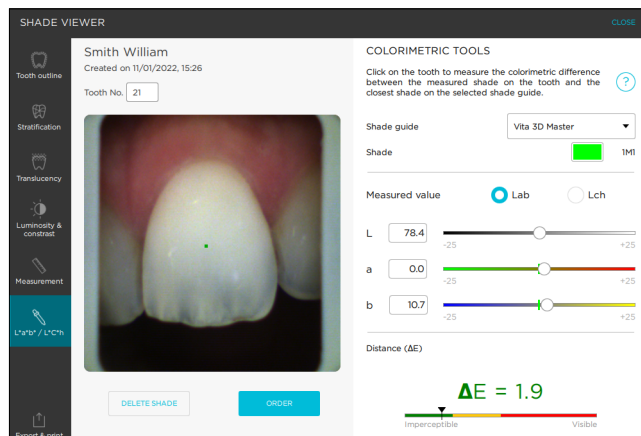 SHADE VIEWER
CLOSE
Tooth outline
Stratification
Translucency
Luminosity &
constrast
Measurement
L*a*b* / L*C*h
Export & print
Smith William
Created on 11/01/2022, 15:26
Tooth No. 21
DELETE SHADE
ORDER
COLORIMETRIC TOOLS
Click on the tooth to measure the colorimetric difference
between the measured shade on the tooth and the
closest shade on the selected shade guide.
?
Shade guide
Vita 3D Master
Shade
1M1
Measured value
Lab
Lch
L 78.4
-25 +25
a 0.0
-25 +25
b 10.7
-25 +25
Distance (ΔE)
ΔE = 1.9
Imperceptible
Visible